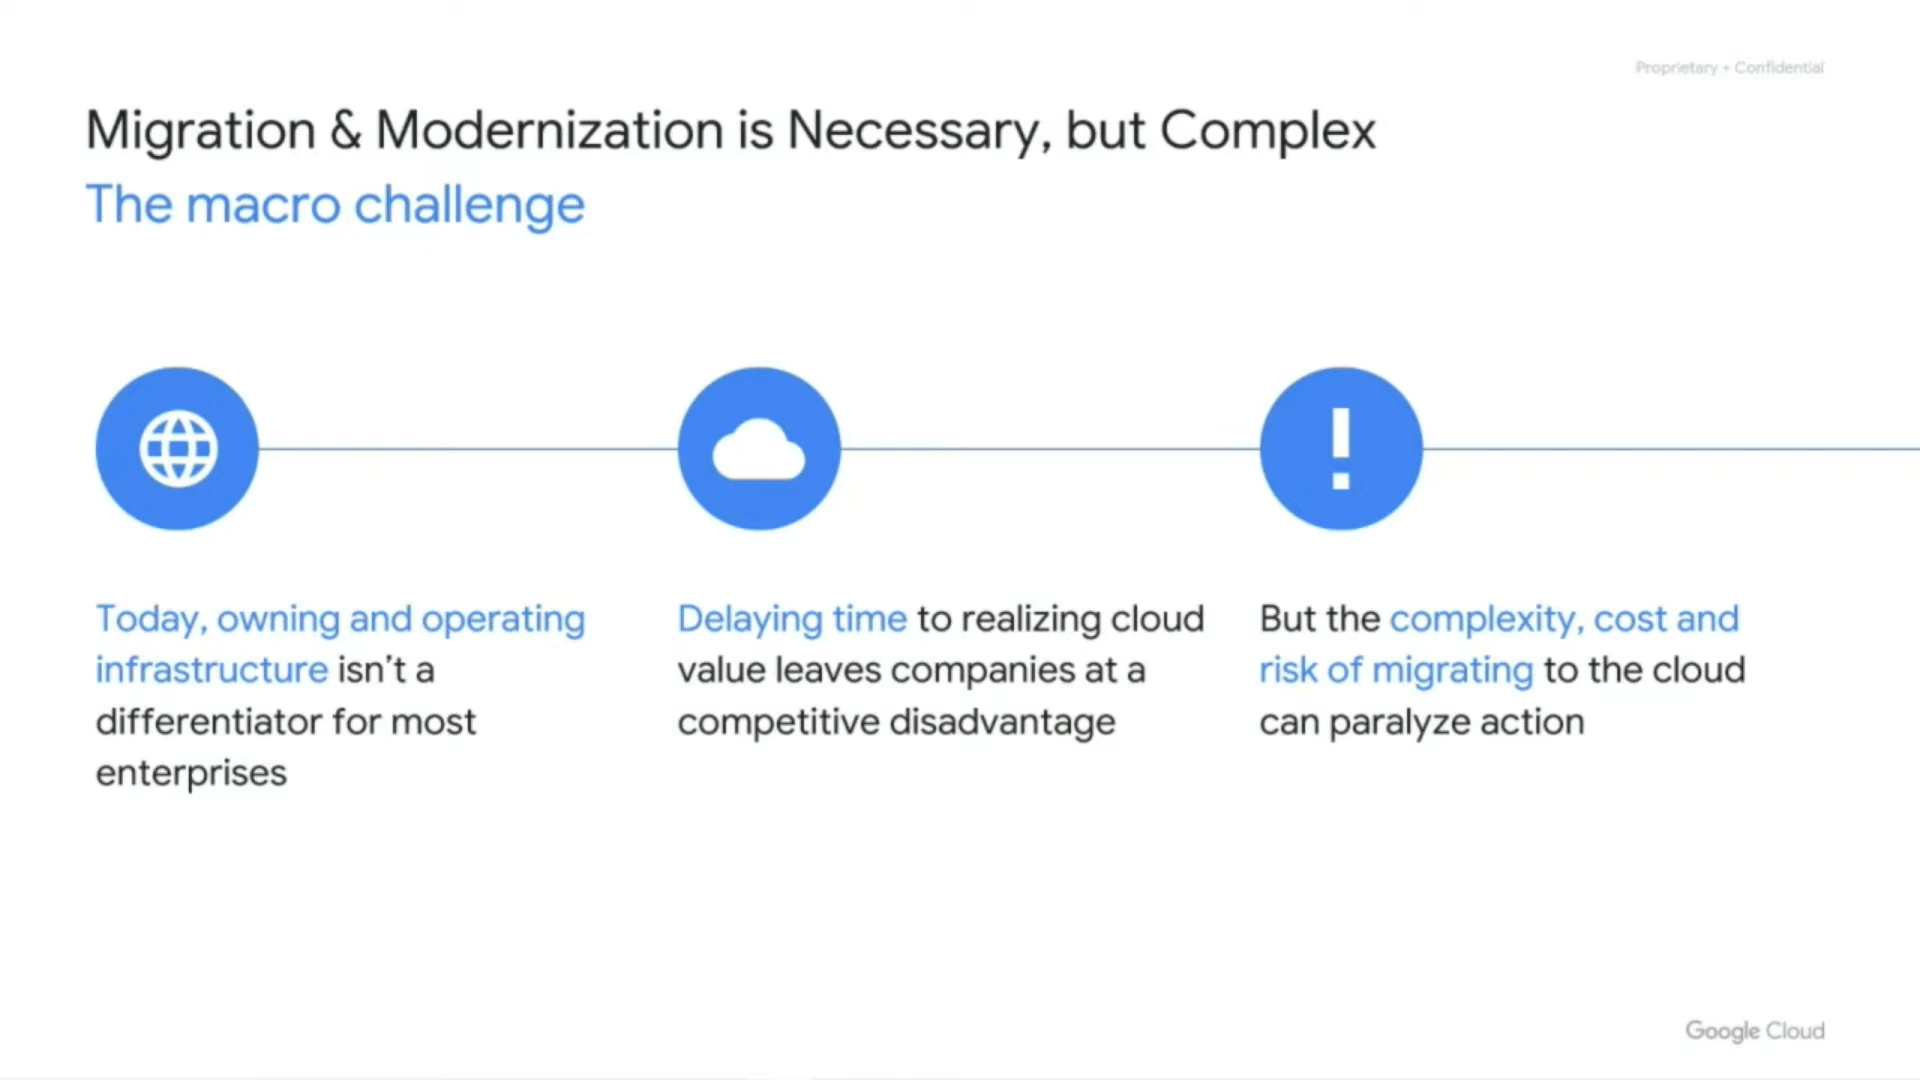 Proprietary + Confidential
Migration & Modernization is Necessary, but Complex
The macro challenge
Today, owning and operating
infrastructure isn't a
differentiator for most
enterprises
Delaying time to realizing cloud
value leaves companies at a
competitive disadvantage
But the complexity, cost and
risk of migrating to the cloud
can paralyze action
Google Cloud